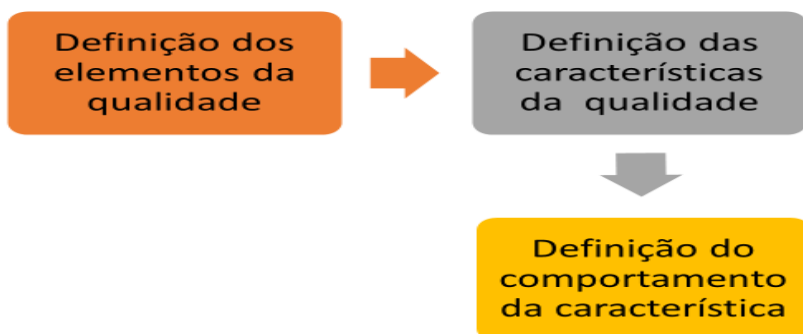 Definição dos
elementos da
qualidade
Definição das
características
da qualidade
Definição do
comportamento
da característica